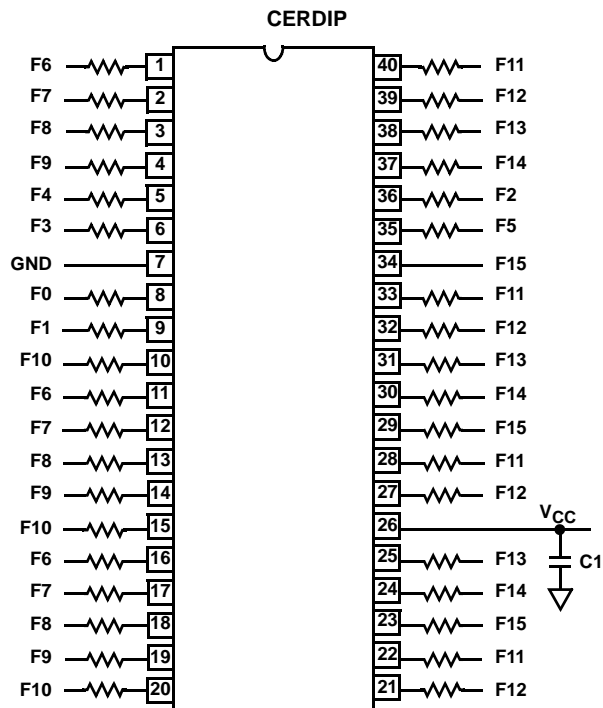 CERDIP
F6 1 40 F11
F7 2 39 F12
F8 3 38 F13
F9 4 37 F14
F4 5 36 F2
F3 6 35 F5
GND 7 34 F15
F0 8 33 F11
F1 9 32 F12
F10 10 31 F13
F6 11 30 F14
F7 12 29 F15
F8 13 28 F11
F9 14 27 F12
F10 15 26 VCC
F6 16 25 F13 C1
F7 17 24 F14
F8 18 23 F15
F9 19 22 F11
F10 20 21 F12